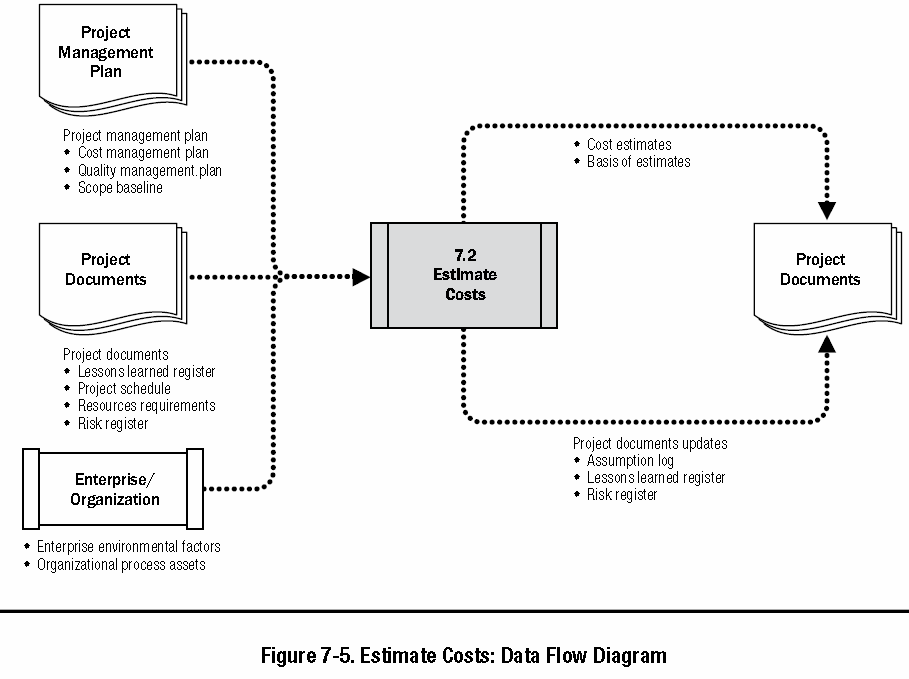 Project
Management
Plan
Project management plan
• Cost management plan
• Quality management plan
• Scope baseline
Project
Documents
Project documents
• Lessons learned register
• Project schedule
• Resources requirements
• Risk register
Enterprise/
Organization
• Enterprise environmental factors
• Organizational process assets
7.2
Estimate
Costs
• Cost estimates
• Basis of estimates
Project
Documents
Project documents updates
• Assumption log
• Lessons learned register
• Risk register
Figure 7-5. Estimate Costs: Data Flow Diagram